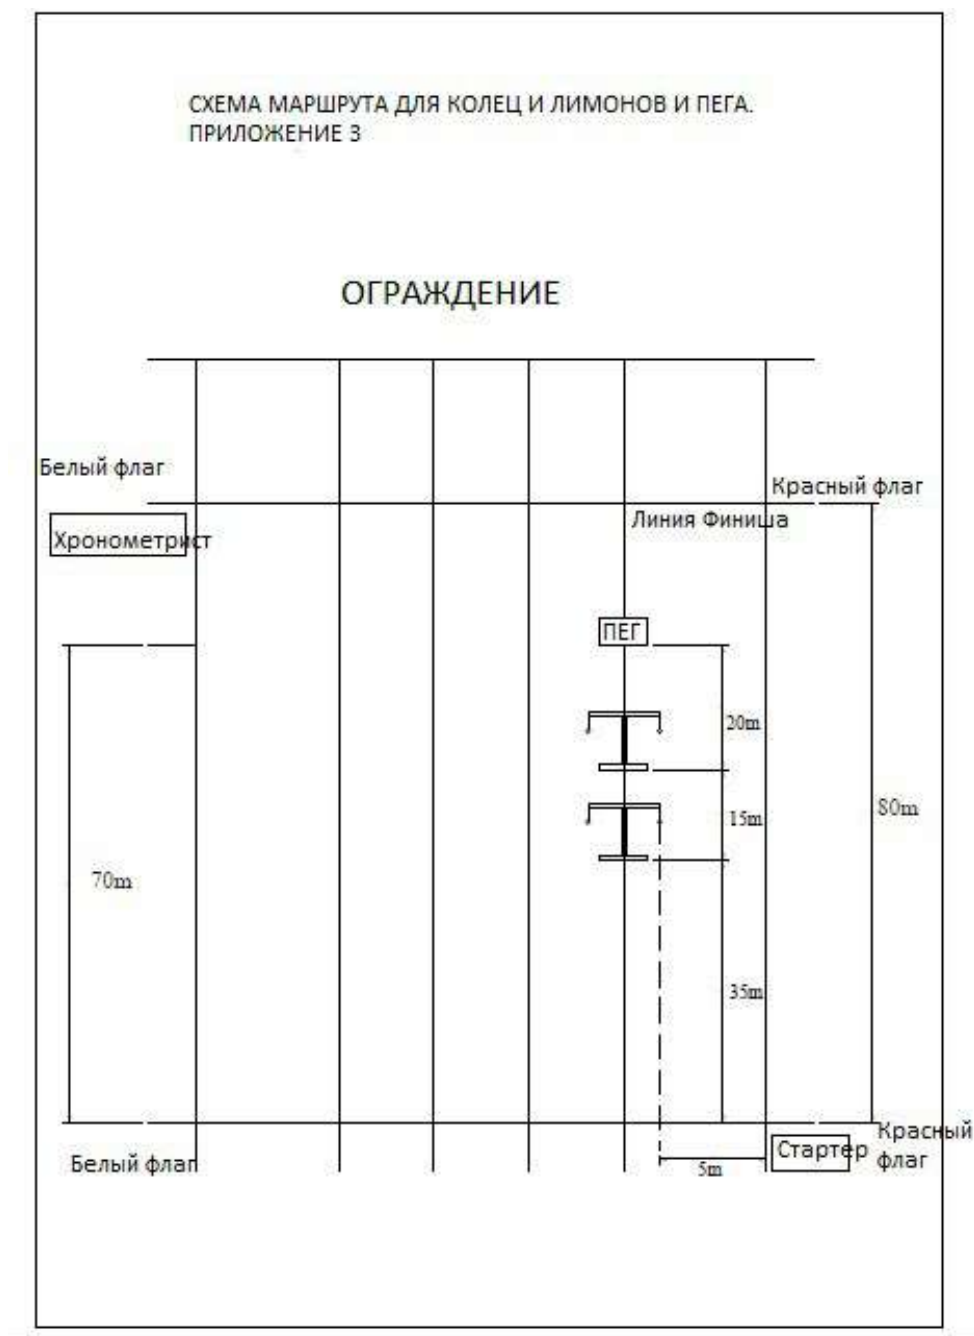 СХЕМА МАРШРУТА ДЛЯ КОЛЕЦ И ЛИМОНОВ И ПЕГА.
ПРИЛОЖЕНИЕ 3
ОГРАЖДЕНИЕ
Белый флаг
Красный флаг
Линия Финиша
Хронометрист
ПЕГ
20m
15m
80m
70m
35m
Красный
флаг
Стартер
Белый флаг
5m